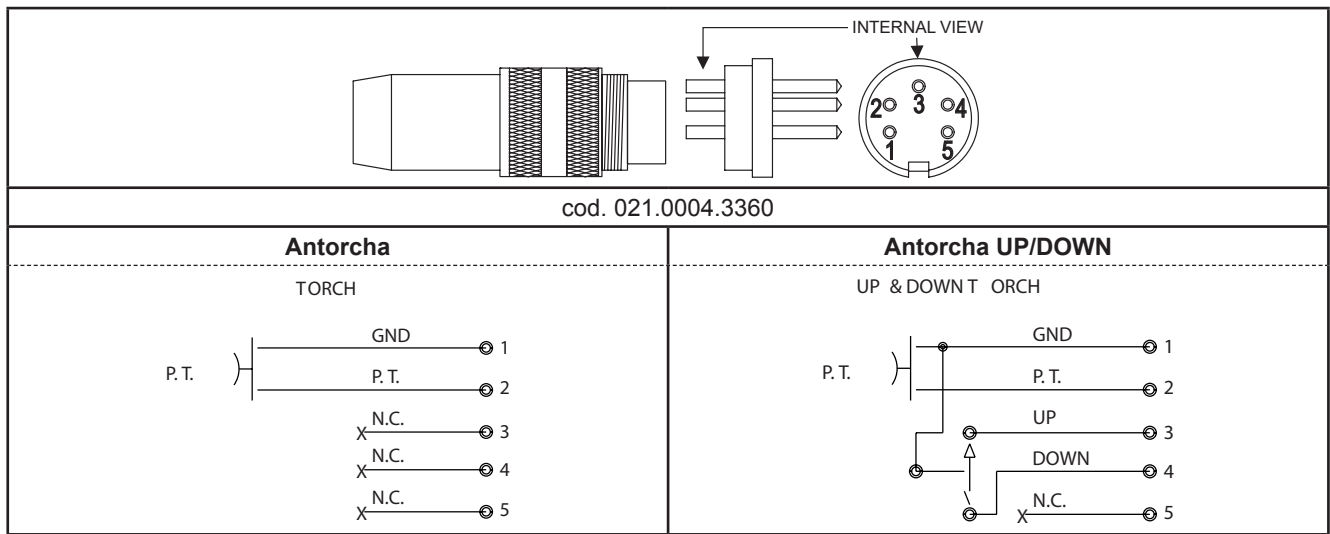 INTERNAL VIEW
3
2 4
1 5
cod. 021.0004.3360
Antorcha
TORCH
GND
1
P. T.
P. T.
2
N.C.
X 3
N.C.
X 4
N.C.
X 5
Antorcha UP/DOWN
UP & DOWN T ORCH
GND
1
P. T.
P. T.
2
UP
3
DOWN
4
N.C.
X 5